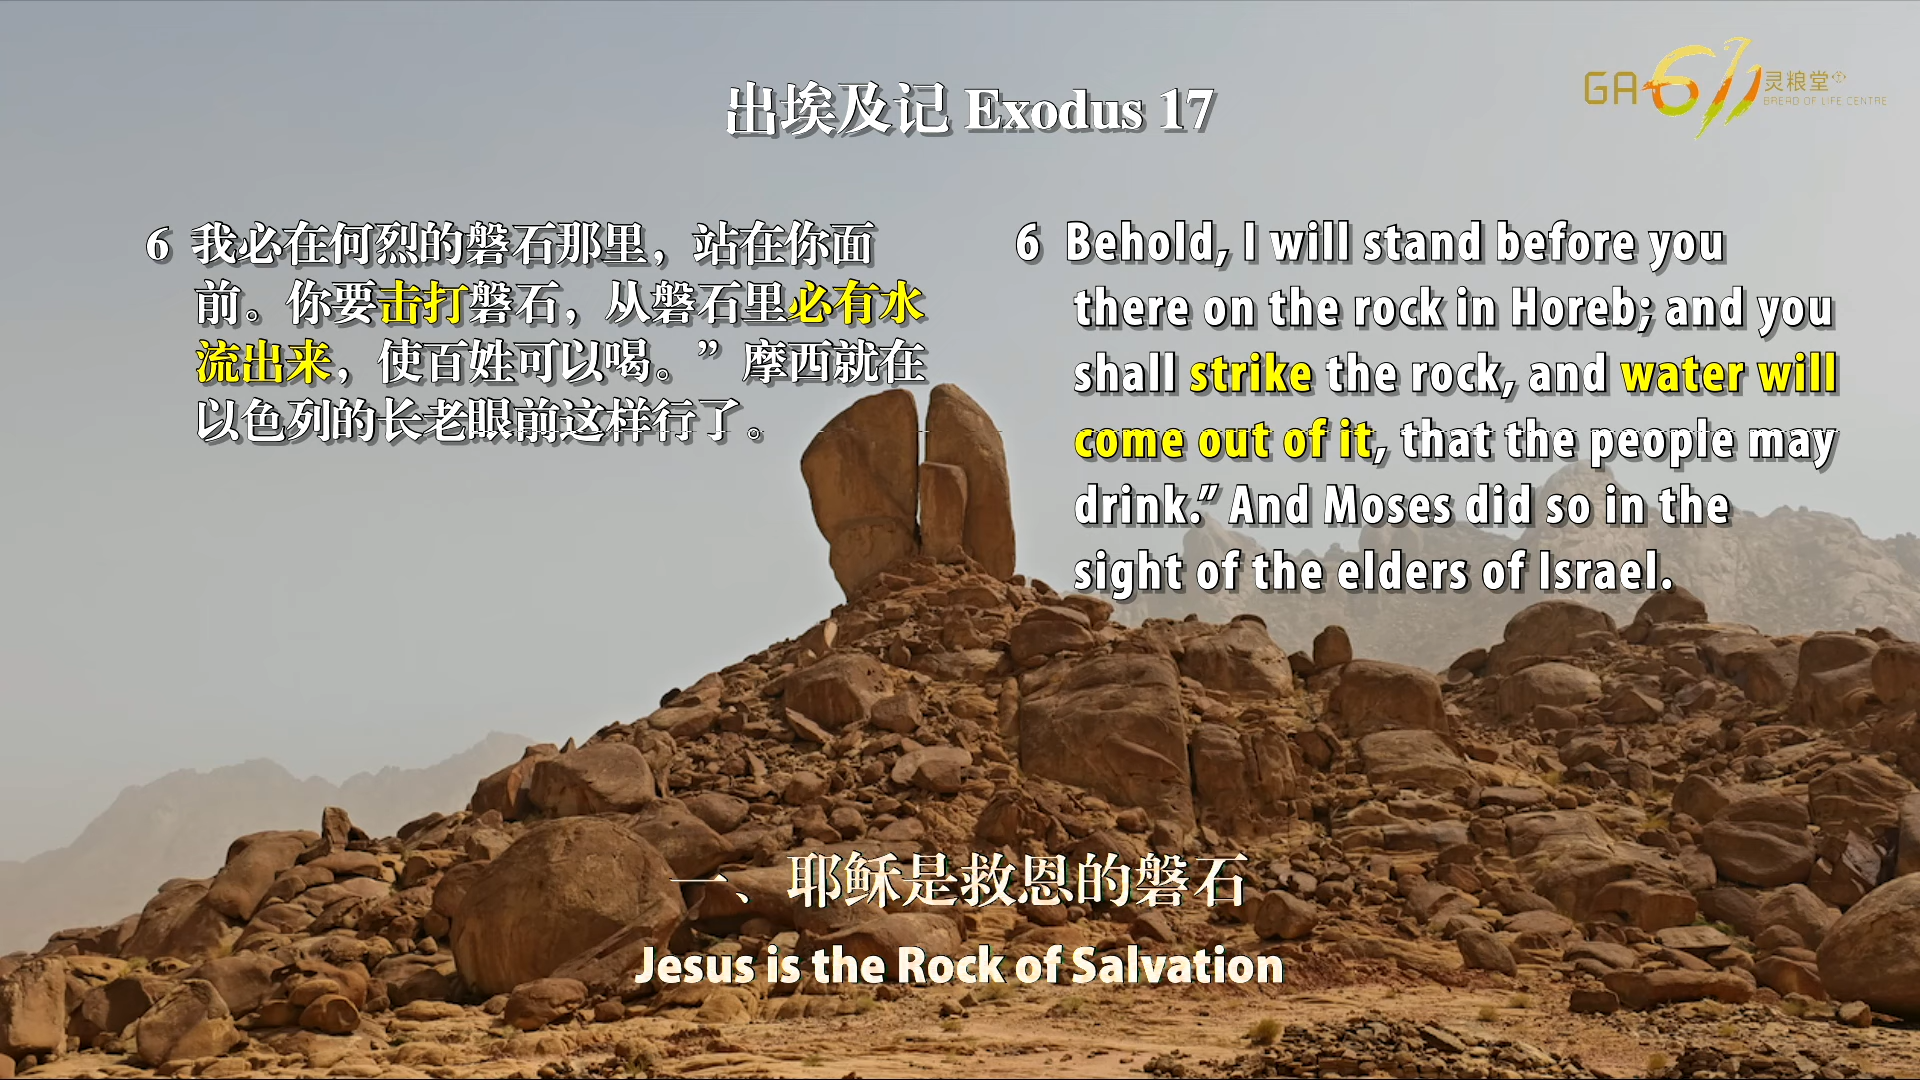 出埃及记 Exodus 17
GA 611 灵粮堂
BREAD OF LIFE CENTRE
6 我必在何烈的磐石那里，站在你面
前。你要击打磐石，从磐石里必有水
流出来，使百姓可以喝。”摩西就在
以色列的长老眼前这样行了。
6 Behold, I will stand before you
there on the rock in Horeb; and you
shall strike the rock, and water will
come out of it, that the people may
drink.” And Moses did so in the
sight of the elders of Israel.
一、耶稣是救恩的磐石
Jesus is the Rock of Salvation